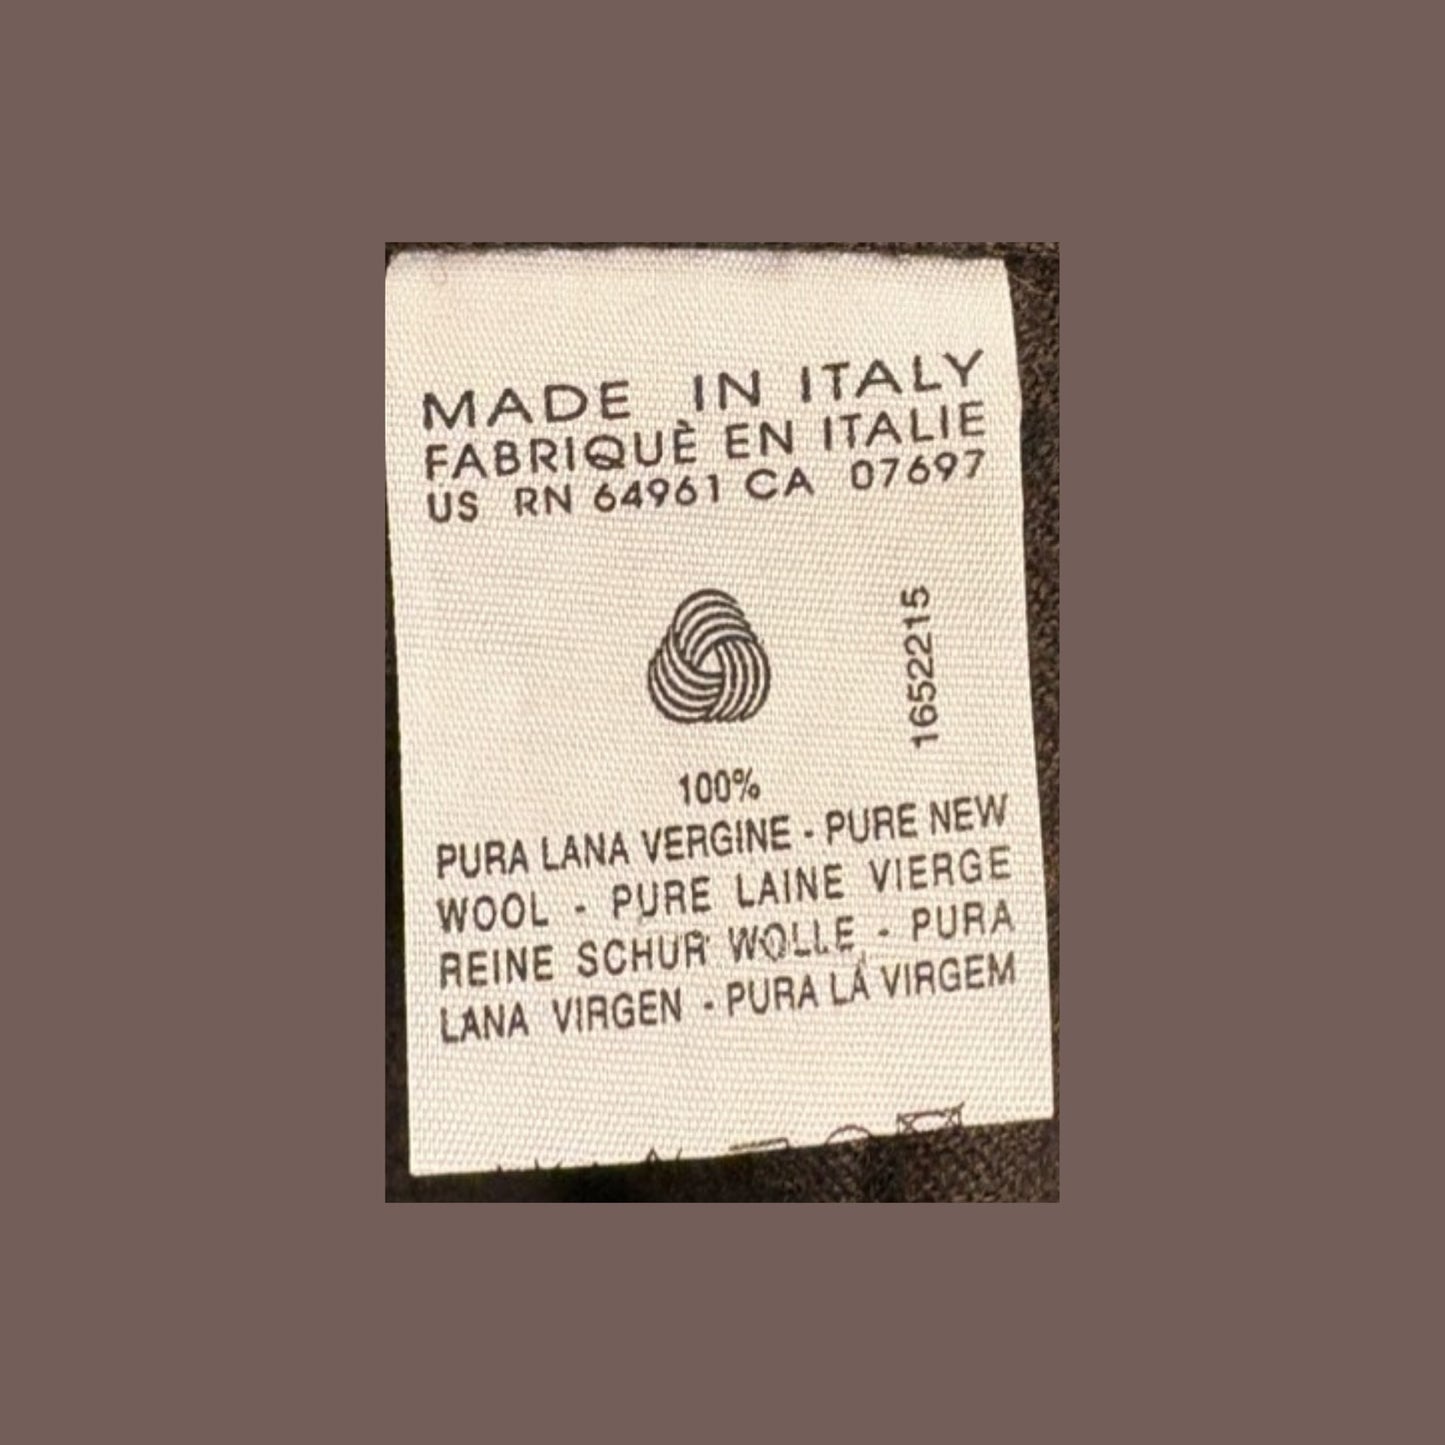 MADE IN ITALY
FABRIQUÈ EN ITALIE
US RN 64961 CA 07697
1652215
100%
PURA LANA VERGINE - PURE NEW
WOOL - PURE LAINE VIERGE
REINE SCHUR WOLLE - PURA
LANA VIRGEN - PURA LÁ VIRGEM